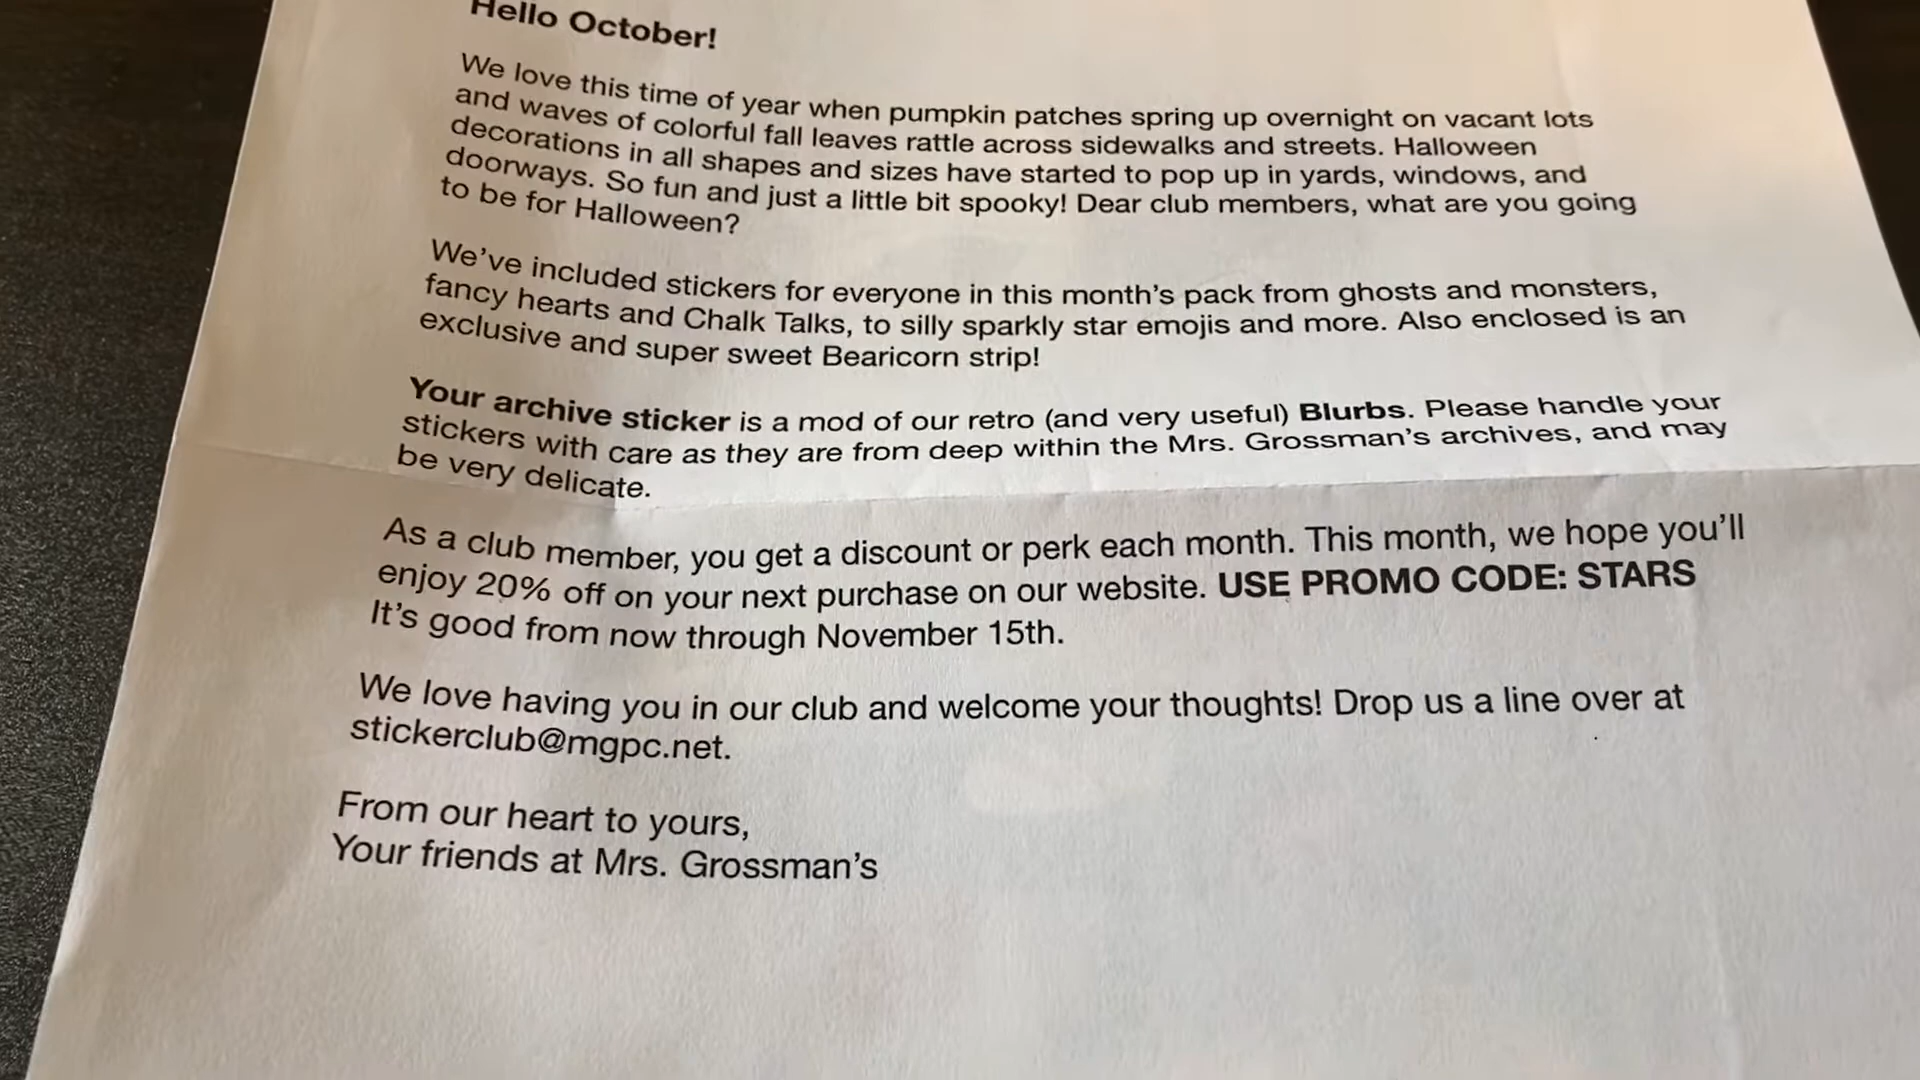 Hello October!
We love this time of year when pumpkin patches spring up overnight on vacant lots
and waves of colorful fall leaves rattle across sidewalks and streets. Halloween
decorations in all shapes and sizes have started to pop up in yards, windows, and
doorways. So fun and just a little bit spooky! Dear club members, what are you going
to be for Halloween?
We've included stickers for everyone in this month's pack from ghosts and monsters,
fancy hearts and Chalk Talks, to silly sparkly star emojis and more. Also enclosed is an
exclusive and super sweet Bearicorn strip!
Your archive sticker is a mod of our retro (and very useful) Blurbs. Please handle your
stickers with care as they are from deep within the Mrs. Grossman's archives, and may
be very delicate.
As a club member, you get a discount or perk each month. This month, we hope you'll
enjoy 20% off on your next purchase on our website. USE PROMO CODE: STARS
It's good from now through November 15th.
We love having you in our club and welcome your thoughts! Drop us a line over at
stickerclub@mgpc.net.
From our heart to yours,
Your friends at Mrs. Grossman's